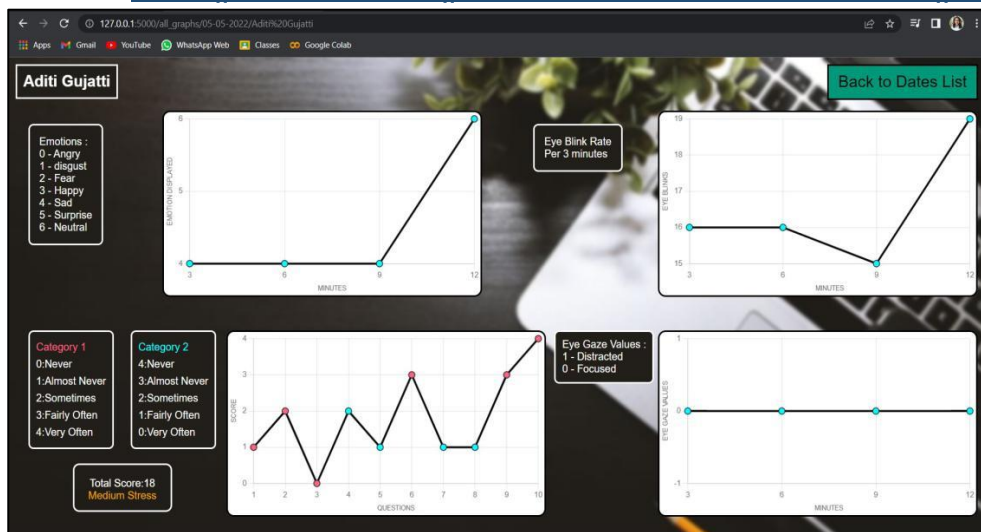 127.0.0.1:5000/all_graphs/05-05-2022/Aditi%20Gujatti
Apps Gmail YouTube WhatsApp Web Classes Google Colab
Aditi Gujatti
Back to Dates List
Emotions :
0 - Angry
1 - disgust
2 - Fear
3 - Happy
4 - Sad
5 - Surprise
6 - Neutral
EMOTION DISPLAYED
6
5
4
3 6 9 12
MINUTES
Eye Blink Rate
Per 3 minutes
EYE BLINKS
19
18
17
16
15
3 6 9 12
MINUTES
Category 1
0:Never
1:Almost Never
2:Sometimes
3:Fairly Often
4:Very Often
Category 2
4:Never
3:Almost Never
2:Sometimes
1:Fairly Often
0:Very Often
Total Score:18
Medium Stress
SCORE
4
3
2
1
0
1 2 3 4 5 6 7 8 9 10
QUESTIONS
Eye Gaze Values :
1 - Distracted
0 - Focused
EYE GAZE VALUES
1
0
-1
3 6 9 12
MINUTES